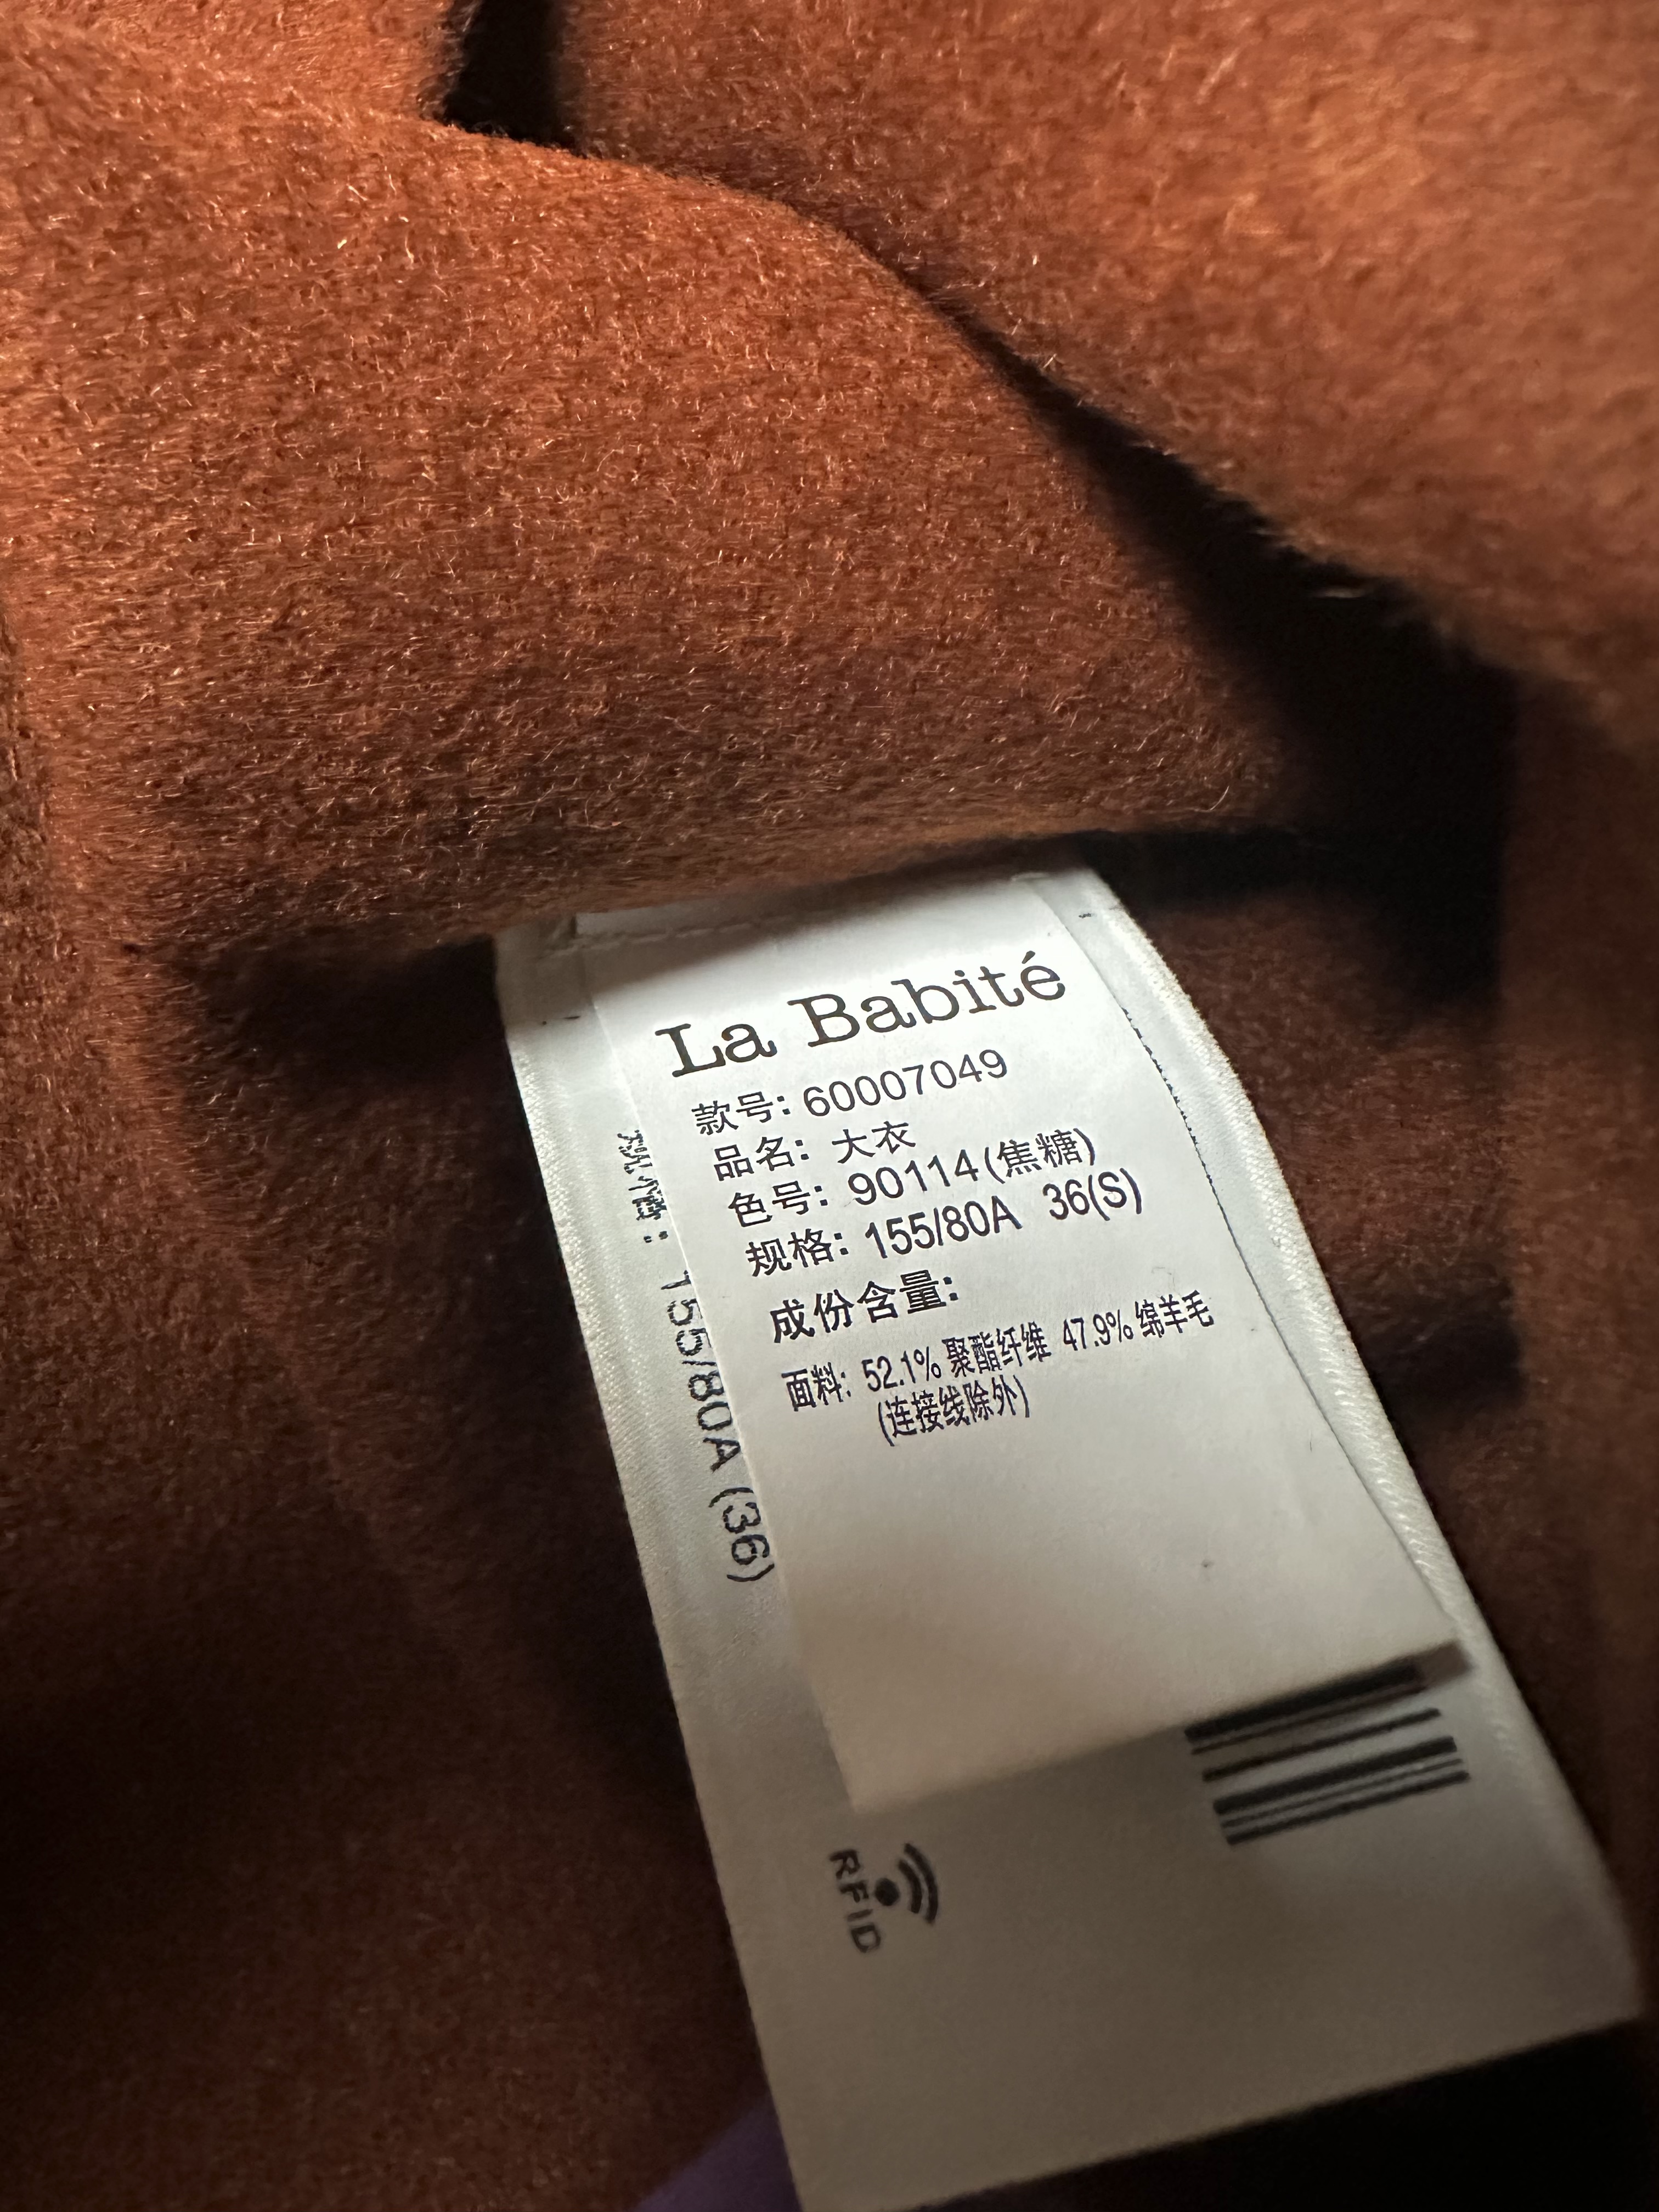 La Babité
款号: 60007049
品名: 大衣
色号: 90114(焦糖)
规格: 155/80A 36(S)
成份含量:
面料: 52.1% 聚酯纤维 47.9% 绵羊毛
(连接线除外)
: 155/80A (36)
RFID